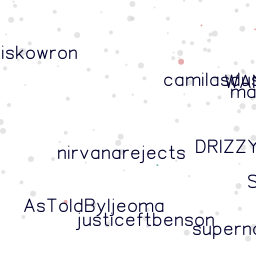 iskowron
camilas
nirvanarejects
DRIZZY
S
AsToldByIjeoma
justiceftbenson
superno